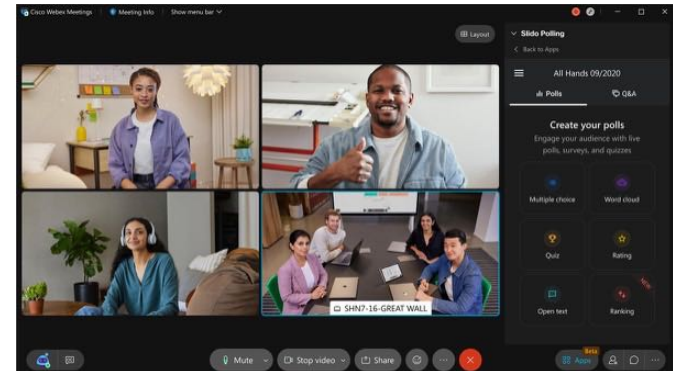 Cisco Webex Meetings
Meeting Info
Show menu bar
Layout
Slido Polling
Back to Apps
All Hands 09/2020
Polls
Q&A
Create your polls
Engage your audience with live
polls, surveys, and quizzes
Multiple choice
Word cloud
Quiz
Rating
NEW
Open text
Ranking
SHN7-16-GREAT WALL
Mute
Stop video
Share
Beta
Apps